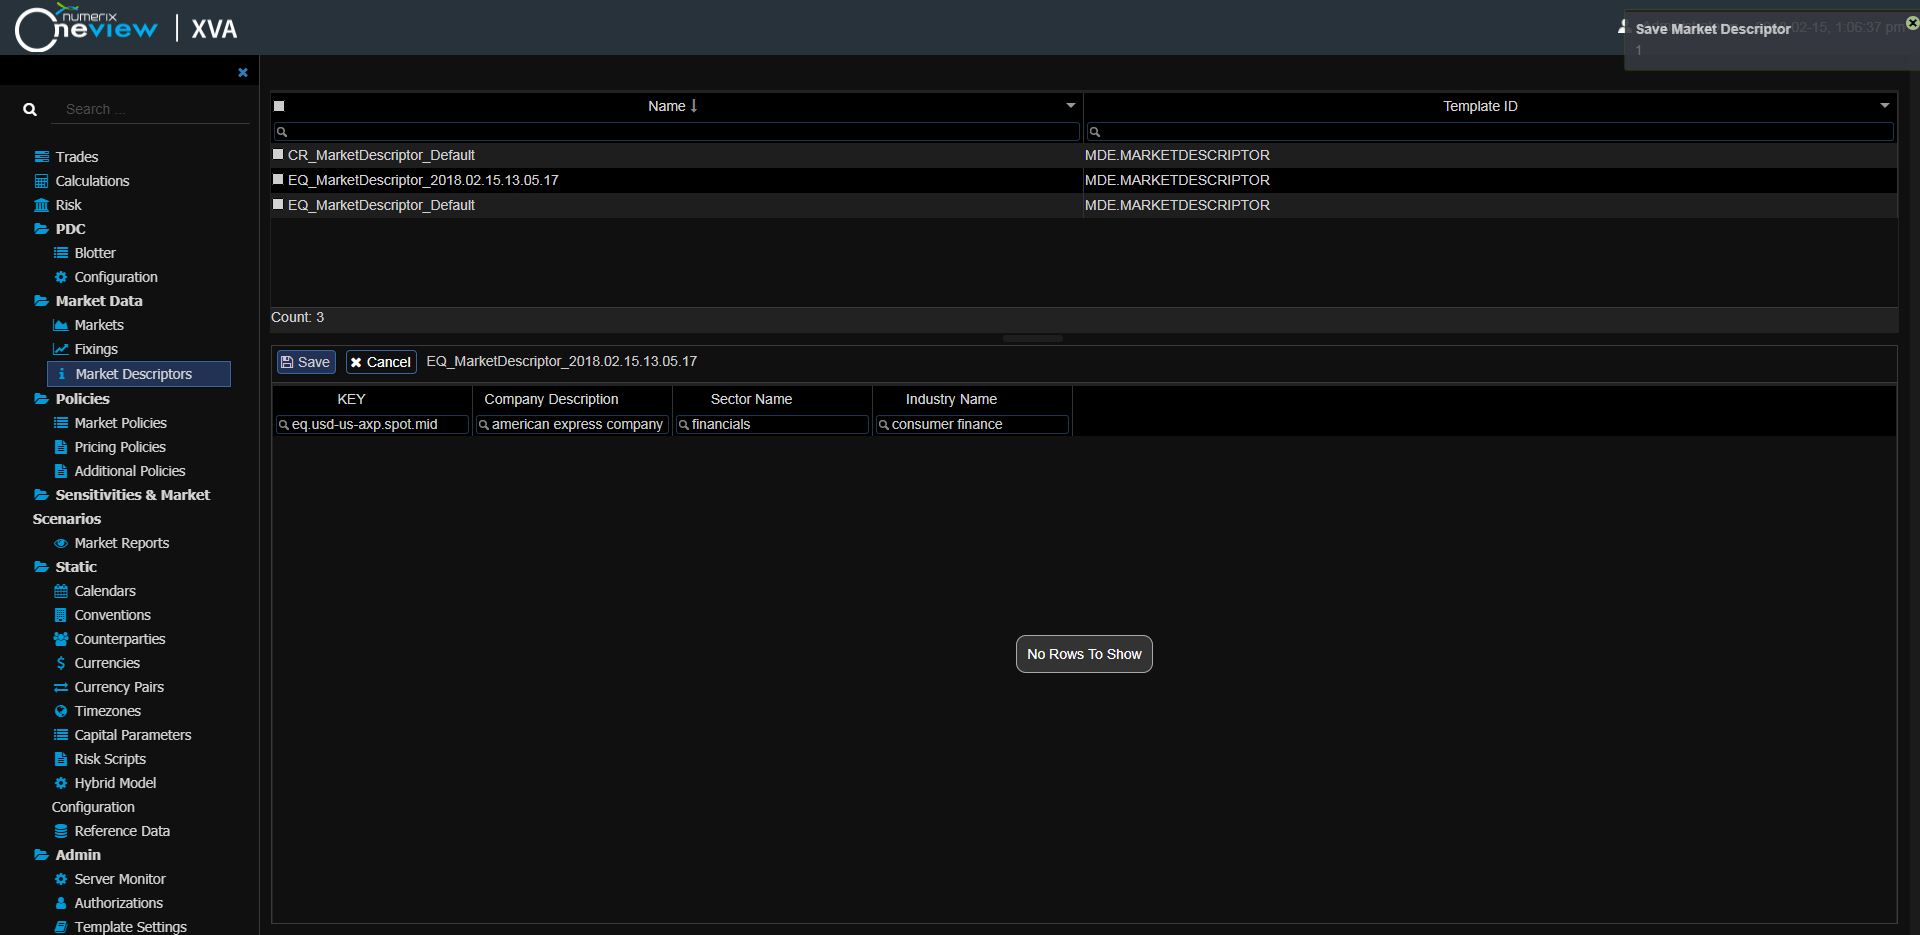 numerix
Oneview | XVA
Save Market Descriptor
02-15, 1:06:37 pm
1
Search ...
Trades
Calculations
Risk
PDC
Blotter
Configuration
Market Data
Markets
Fixings
Market Descriptors
Policies
Market Policies
Pricing Policies
Additional Policies
Sensitivities & Market
Scenarios
Market Reports
Static
Calendars
Conventions
Counterparties
Currencies
Currency Pairs
Timezones
Capital Parameters
Risk Scripts
Hybrid Model
Configuration
Reference Data
Admin
Server Monitor
Authorizations
Template Settings
Name Template ID
CR_MarketDescriptor_Default MDE.MARKETDESCRIPTOR
EQ_MarketDescriptor_2018.02.15.13.05.17 MDE.MARKETDESCRIPTOR
EQ_MarketDescriptor_Default MDE.MARKETDESCRIPTOR
Count: 3
Save Cancel EQ_MarketDescriptor_2018.02.15.13.05.17
KEY Company Description Sector Name Industry Name
eq.usd-us-axp.spot.mid american express company financials consumer finance
No Rows To Show